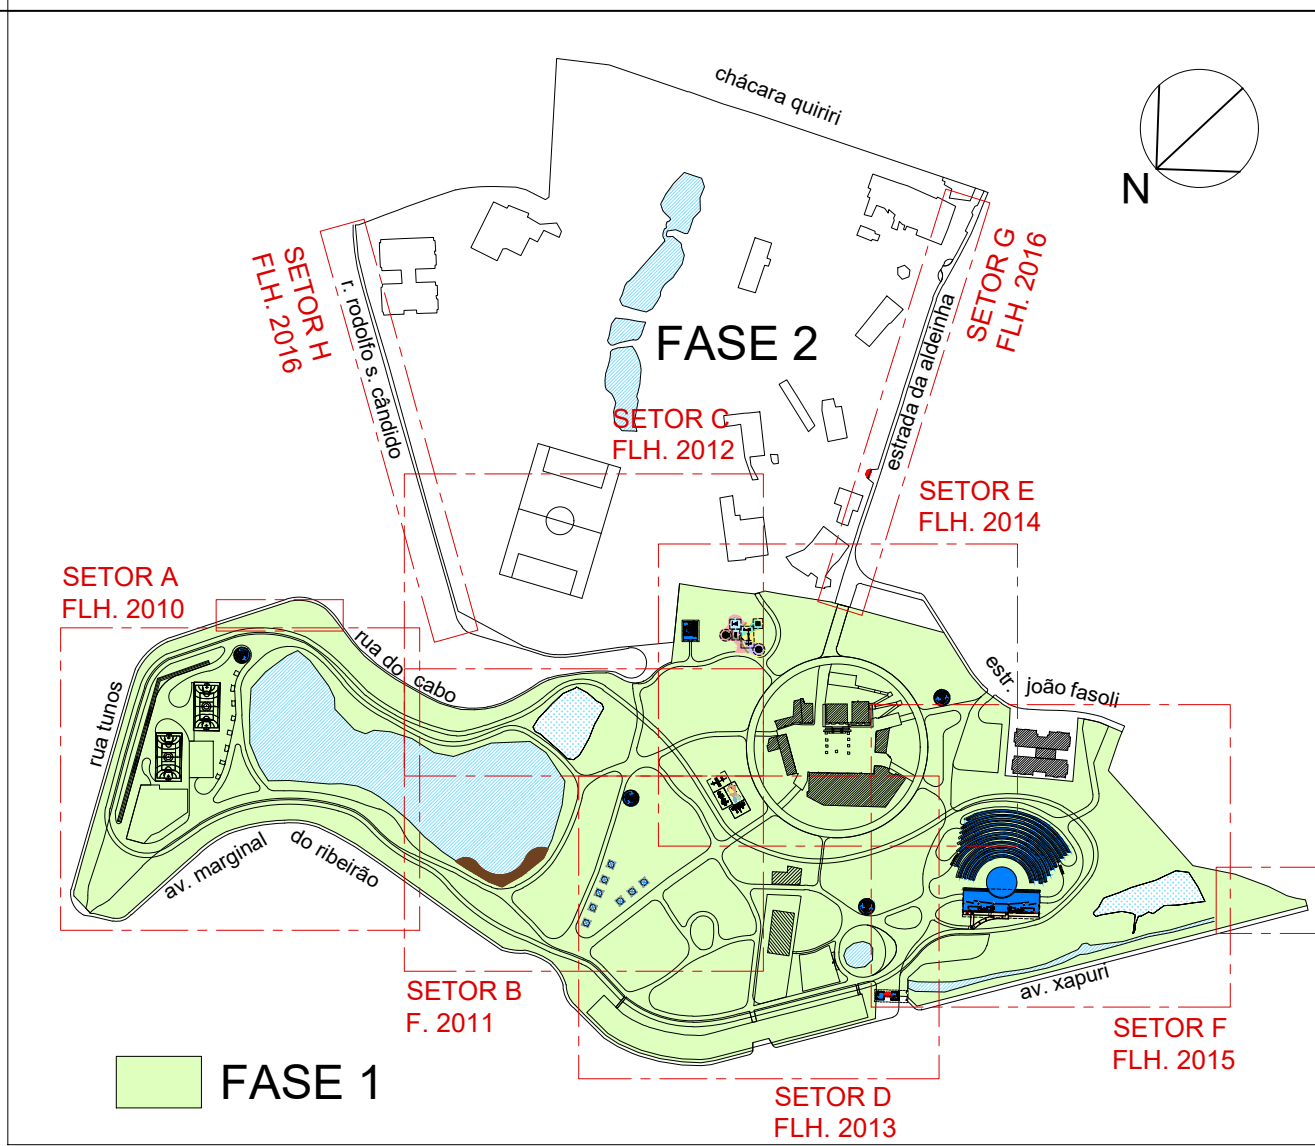 chácara quiriri
N
SETOR H
FLH. 2016
r. rodolfo s. cândido
FASE 2
SETOR G
FLH. 2016
estrada da aldeinha
SETOR C
FLH. 2012
SETOR E
FLH. 2014
SETOR A
FLH. 2010
rua do cabo
estr. joão fasoli
rua tunos
av. marginal do ribeirão
SETOR B
F. 2011
av. xapuri
SETOR F
FLH. 2015
FASE 1
SETOR D
FLH. 2013